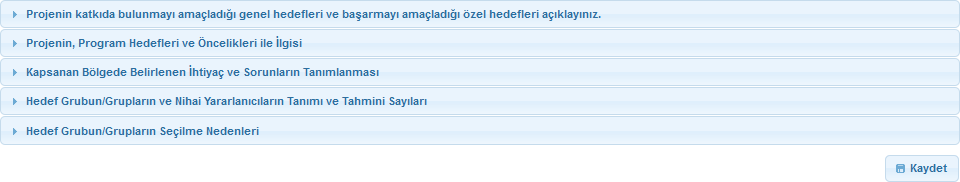 Projenin katkıda bulunmayı amaçladığı genel hedefleri ve başarmayı amaçladığı özel hedefleri açıklayınız.
Projenin, Program Hedefleri ve Öncelikleri ile İlgisi
Kapsanan Bölgede Belirlenen İhtiyaç ve Sorunların Tanımlanması
Hedef Grubun/Grupların ve Nihai Yararlanıcıların Tanımı ve Tahmini Sayıları
Hedef Grubun/Grupların Seçilme Nedenleri
Kaydet